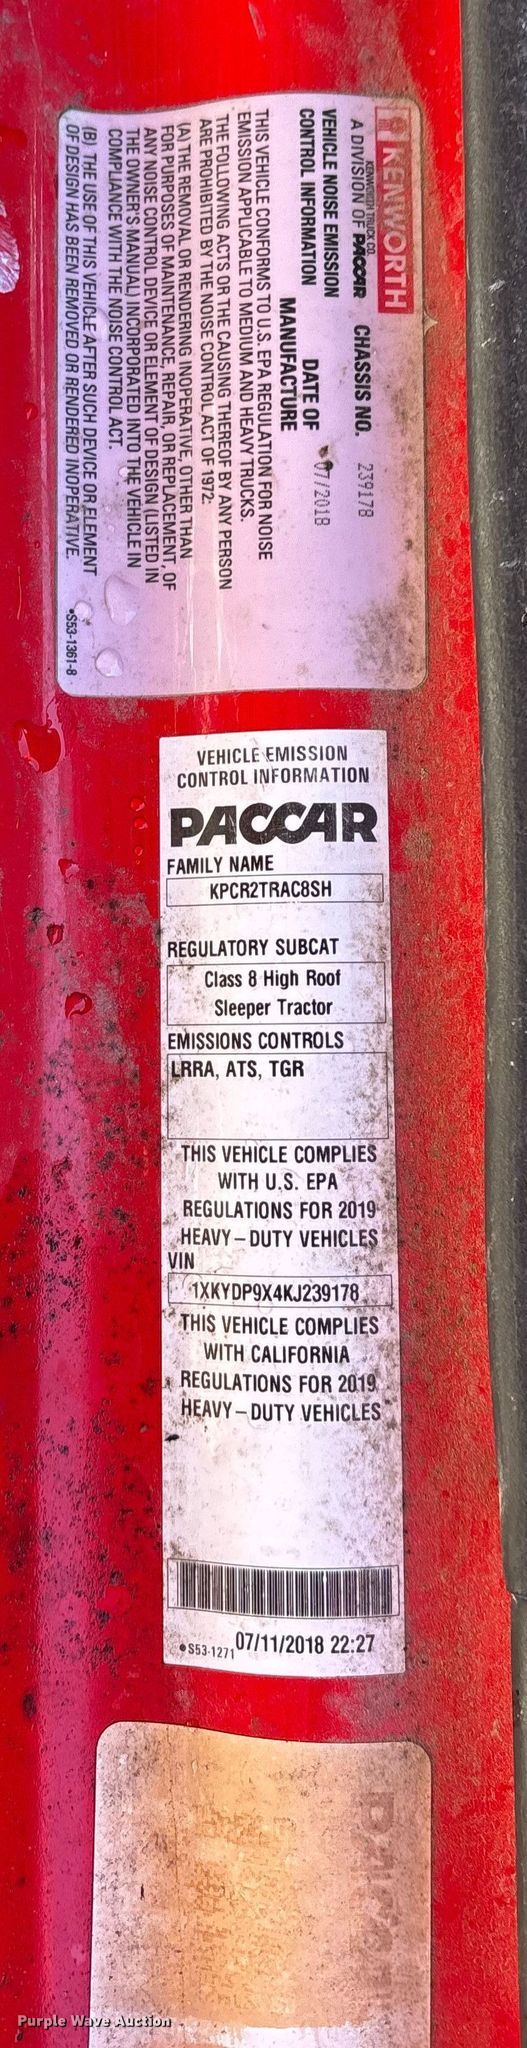 KENWORTH
KENWORTH TRUCK CO.
A DIVISION OF PACCAR
CHASSIS NO. 239178
VEHICLE NOISE EMISSION
CONTROL INFORMATION
DATE OF
MANUFACTURE
07/2018
THIS VEHICLE CONFORMS TO U.S. EPA REGULATION FOR NOISE
EMISSION APPLICABLE TO MEDIUM AND HEAVY TRUCKS.
THE FOLLOWING ACTS OR THE CAUSING THEREOF BY ANY PERSON
ARE PROHIBITED BY THE NOISE CONTROL ACT OF 1972:
(A) THE REMOVAL OR RENDERING INOPERATIVE, OTHER THAN
FOR PURPOSES OF MAINTENANCE, REPAIR, OR REPLACEMENT, OF
ANY NOISE CONTROL DEVICE OR ELEMENT OF DESIGN (LISTED IN
THE OWNER'S MANUAL) INCORPORATED INTO THE VEHICLE IN
COMPLIANCE WITH THE NOISE CONTROL ACT.
(B) THE USE OF THIS VEHICLE AFTER SUCH DEVICE OR ELEMENT
OF DESIGN HAS BEEN REMOVED OR RENDERED INOPERATIVE.
•S53-1361-8
VEHICLE EMISSION
CONTROL INFORMATION
PACCAR
FAMILY NAME
KPCR2TRAC8SH
REGULATORY SUBCAT
Class 8 High Roof
Sleeper Tractor
EMISSIONS CONTROLS
LRRA, ATS, TGR
THIS VEHICLE COMPLIES
WITH U.S. EPA
REGULATIONS FOR 2019
HEAVY-DUTY VEHICLES
VIN
1XKYDP9X4KJ239178
THIS VEHICLE COMPLIES
WITH CALIFORNIA
REGULATIONS FOR 2019
HEAVY-DUTY VEHICLES
•S53-1271 07/11/2018 22:27
Purple Wave Auction